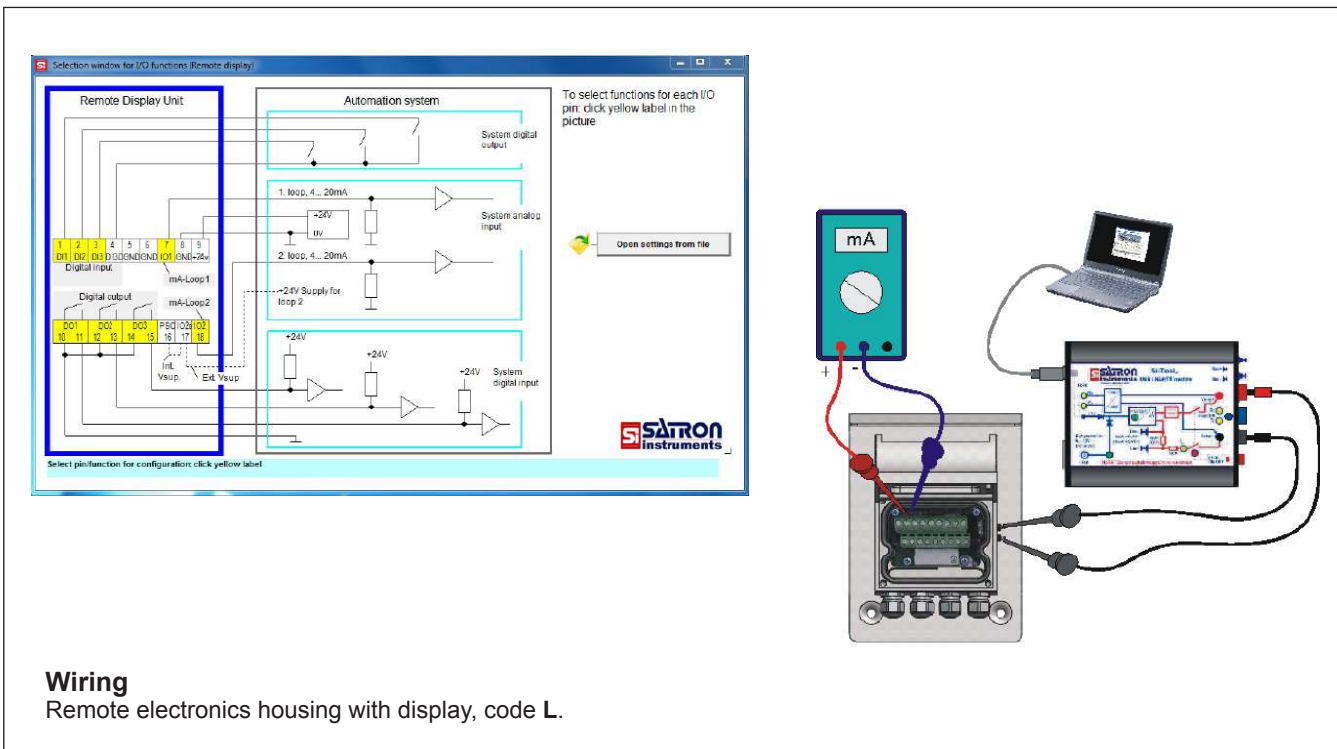 Selection window for I/O functions (Remote display)
Remote Display Unit
Automation system
To select functions for each I/O
pin: click yellow label in the
picture
System digital
output
1. loop, 4... 20mA
+24V
0V
System analog
input
2. loop, 4... 20mA
+24V Supply for
loop 2
Open settings from file
1 2 3 4 5 6 7 8 9
DI1 DI2 DI3 DGD GND GND IO1 GND +24v
Digital input
mA-Loop1
Digital output
mA-Loop2
DO1 DO2 DO3 PSO IO2s IO2
10 11 12 13 14 15 16 17 18
Int.
Vsup.
Ext. Vsup
+24V
+24V
+24V
System
digital input
SATRON
Instruments
Select pin/function for configuration: click yellow label
mA
+ -
SATRON
Instruments
Wiring
Remote electronics housing with display, code L.